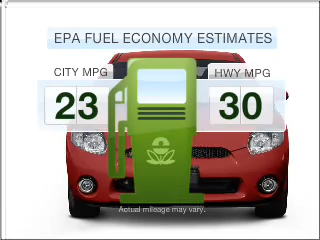 EPA FUEL ECONOMY ESTIMATES
CITY MPG
HWY MPG
23
30
Actual mileage may vary.